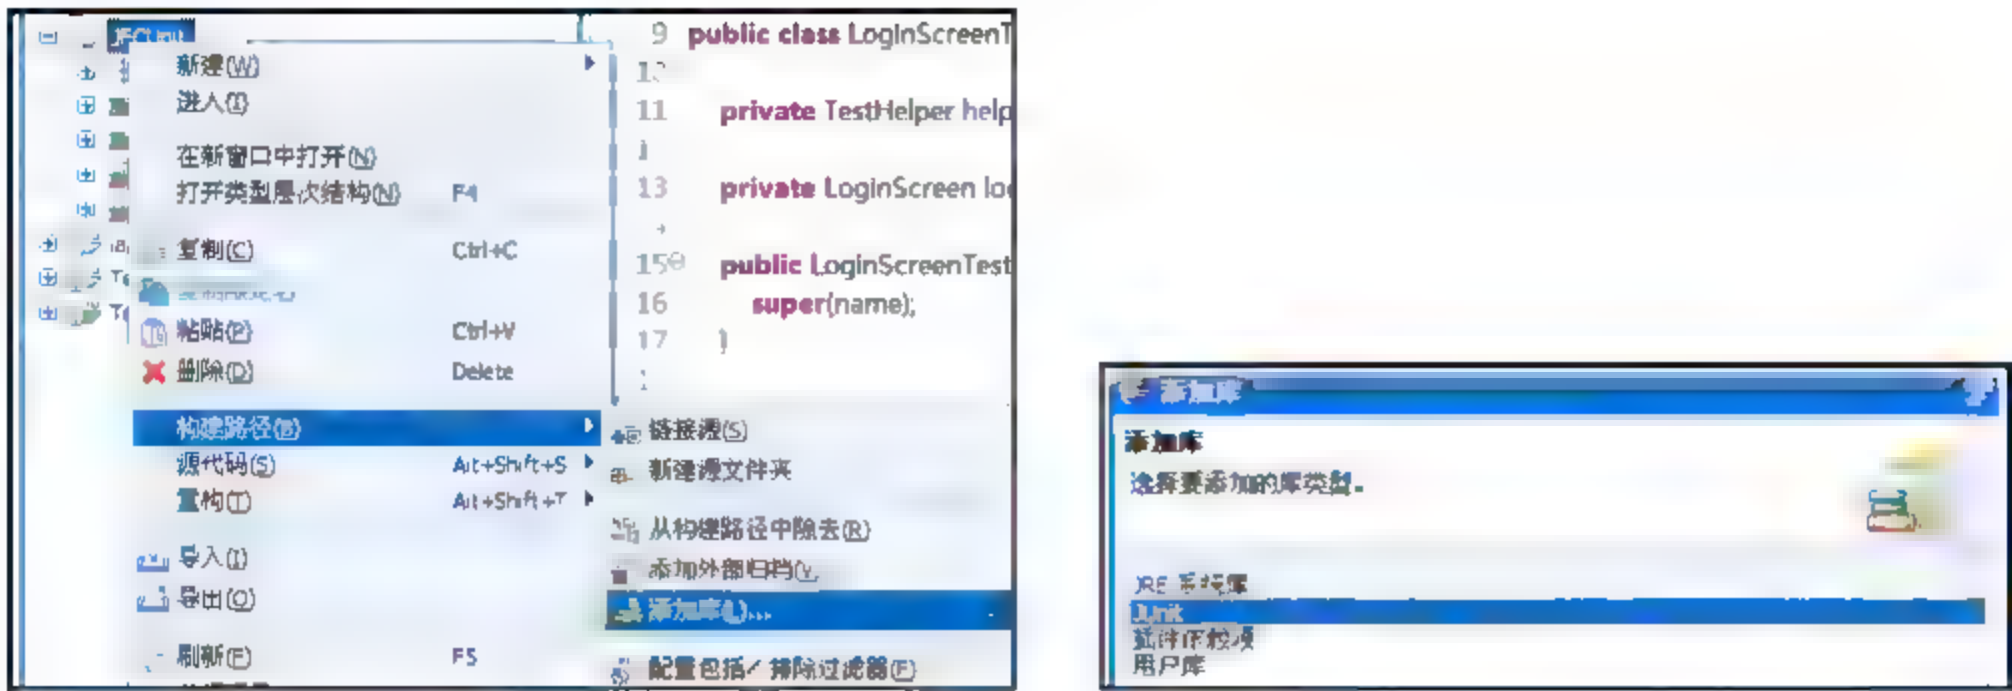 新建(W)
进入(I)
在新窗口中打开(N)
打开类型层次结构(N) F4
复制(C) Ctrl+C
粘贴(P) Ctrl+V
删除(D) Delete
构建路径(B)
源代码(S) Alt+Shift+S
重构(T) Alt+Shift+T
导入(I)
导出(O)
刷新(F) F5
9 public class LoginScreenT
11 private TestHelper help
13 private LoginScreen lo
15 public LoginScreenTest
16 super(name);
17 }
链接源(S)
新建源文件夹
从构建路径中除去(R)
添加外部归档(V
添加库(L)...
配置包括/排除过滤器(F)
添加库
添加库
选择要添加的库类型。
JRE 系统库
JUnit
插件依赖项
用户库